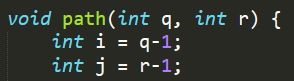 void path(int q, int r) {
    int i = q-1;
    int j = r-1;